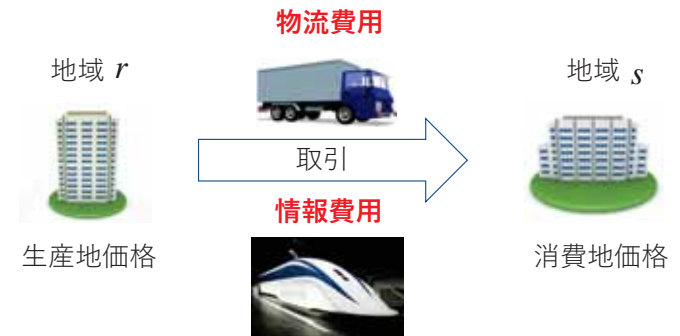 物流費用
地域 r
地域 s
取引
情報費用
生産地価格
消費地価格